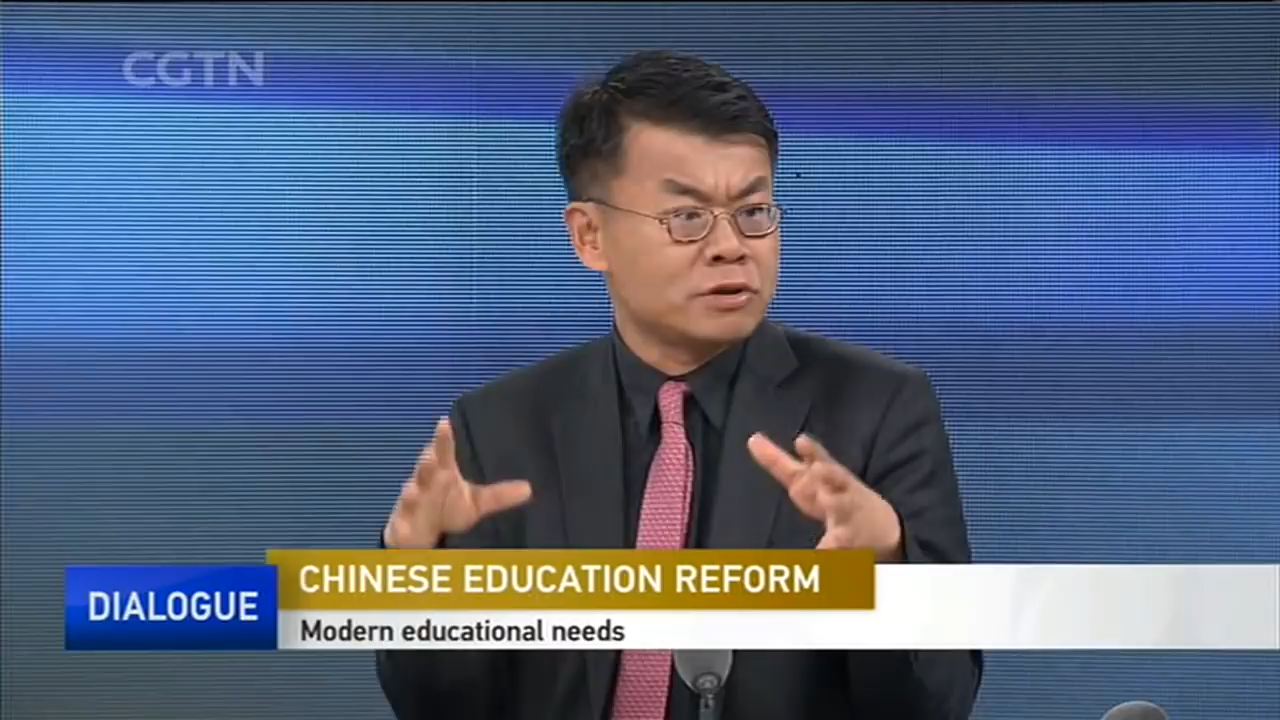 CGTN
CHINESE EDUCATION REFORM
DIALOGUE
Modern educational needs